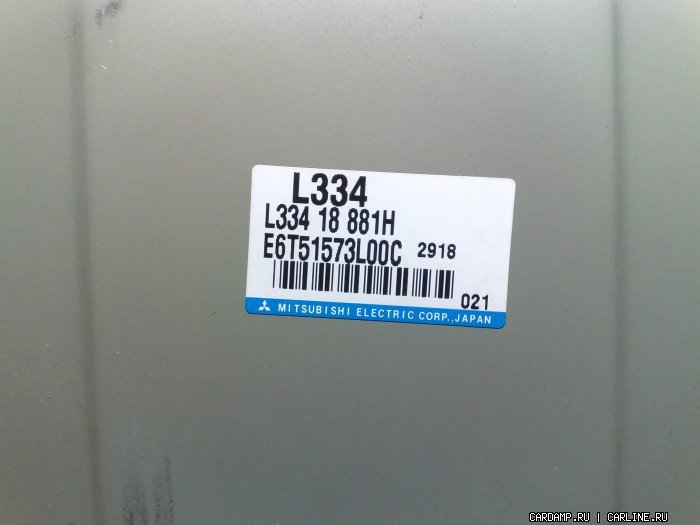 L334
L334 18 881H
E6T51573L00C 2918
021
MITSUBISHI ELECTRIC CORP.,JAPAN
CARDAMP.RU | CARLINE.RU